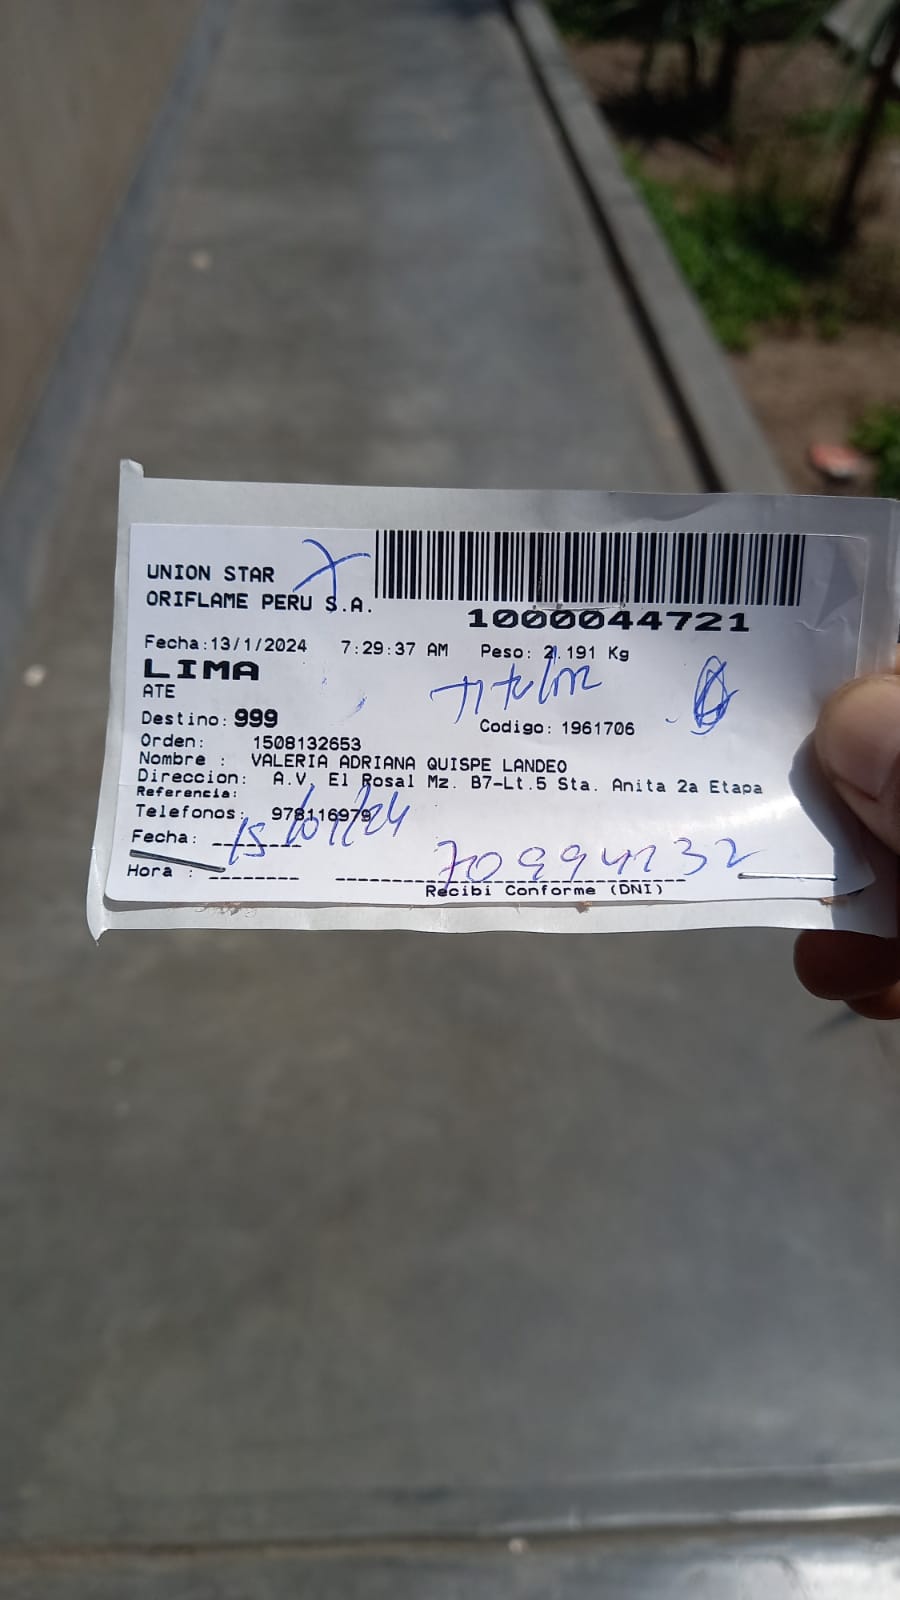 UNION STAR
ORIFLAME PERU S.A.
1000044721
Fecha:13/1/2024 7:29:37 AM Peso: 2.191 Kg
LIMA
ATE
Titular
Destino: 999
Codigo: 1961706
Orden: 1508132653
Nombre : VALERIA ADRIANA QUISPE LANDEO
Direccion: A.V. El Rosal Mz. B7-Lt.5 Sta. Anita 2a Etapa
Referencia:
Telefonos: 978116979
Fecha: 15/01/24
Hora :
Recibi Conforme (DNI)